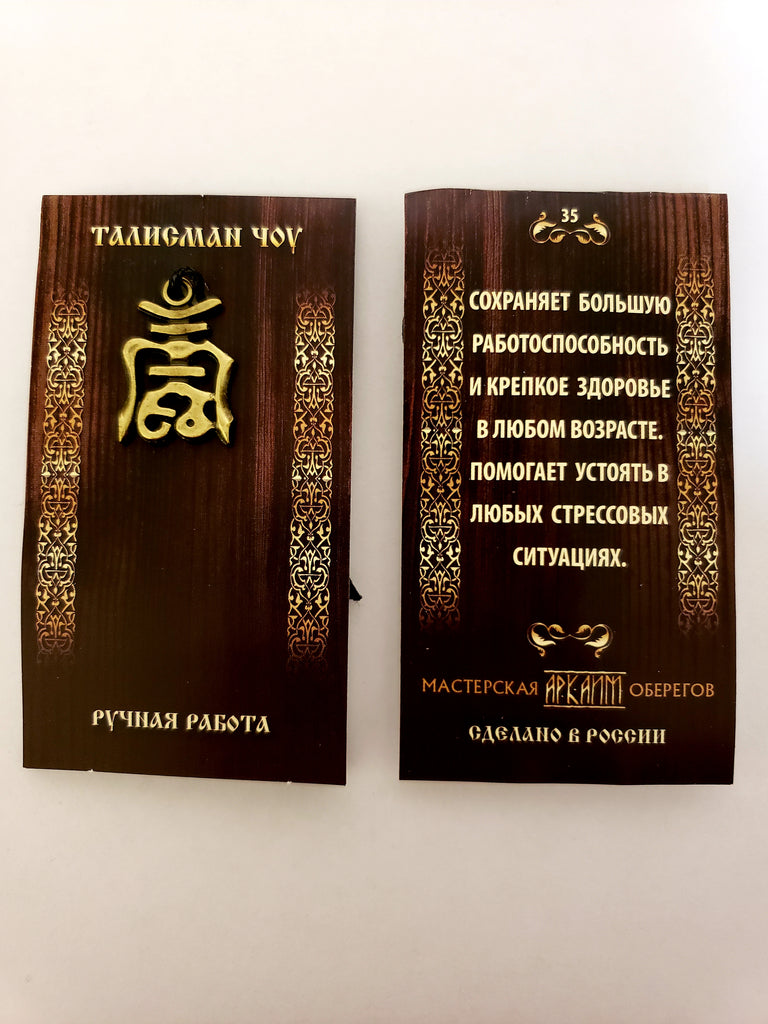 ТАЛИСМАН ЧОУ
РУЧНАЯ РАБОТА
35
СОХРАНЯЕТ БОЛЬШУЮ
РАБОТОСПОСОБНОСТЬ
И КРЕПКОЕ ЗДОРОВЬЕ
В ЛЮБОМ ВОЗРАСТЕ.
ПОМОГАЕТ УСТОЯТЬ В
ЛЮБЫХ СТРЕССОВЫХ
СИТУАЦИЯХ.
МАСТЕРСКАЯ АРКАИМ ОБЕРЕГОВ
СДЕЛАНО В РОССИИ